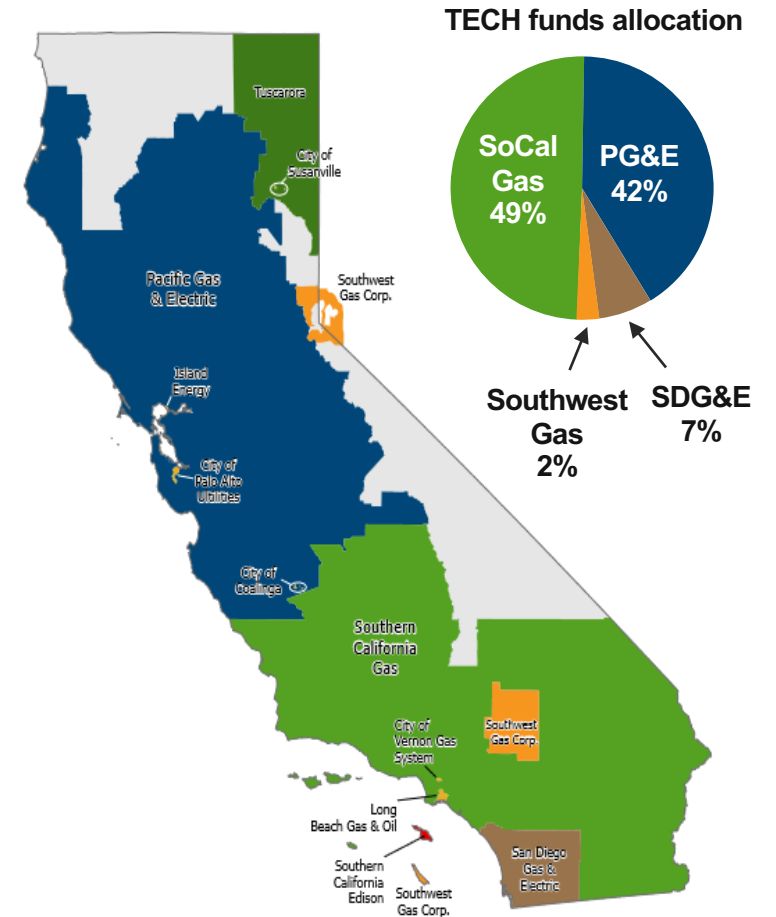 TECH funds allocation
SoCal
Gas
49%
PG&E
42%
Southwest
Gas
2%
SDG&E
7%
Tuscarora
City of
Susanville
Pacific Gas
& Electric
Southwest
Gas Corp.
Island
Energy
City of
Palo Alto
Ultilities
City of
Coalinga
Southern
California
Gas
Southwest
Gas Corp.
City of
Vernon Gas
System
Long
Beach Gas & Oil
Southern
California
Edison
Southwest
Gas Corp.
San Diego
Gas &
Electric